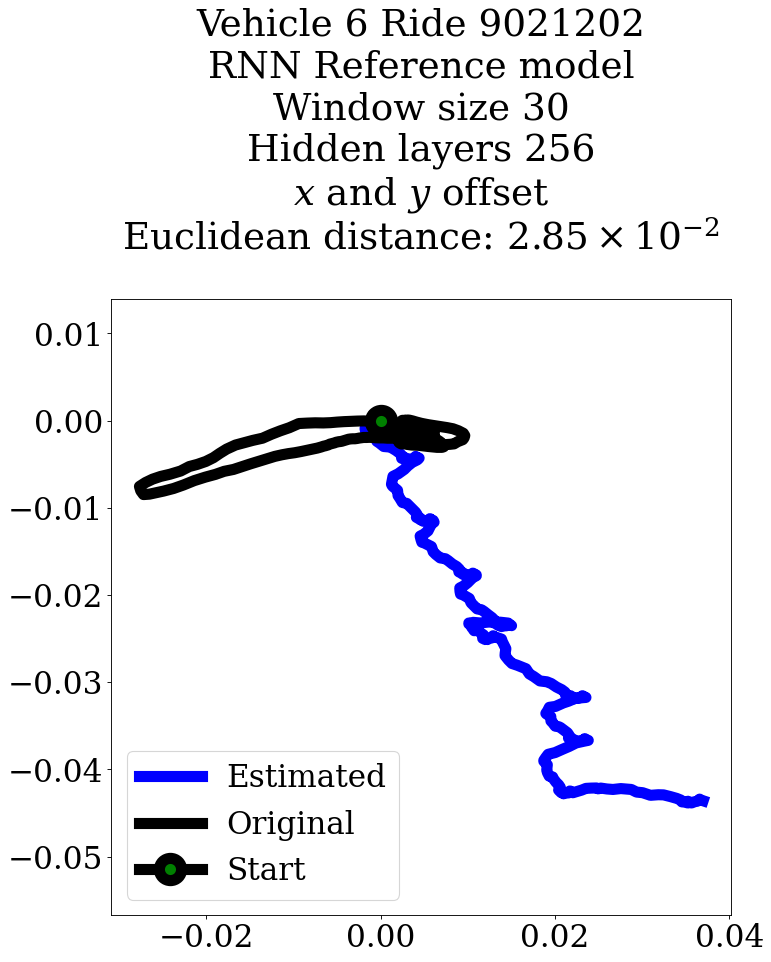 Vehicle 6 Ride 9021202
RNN Reference model
Window size 30
Hidden layers 256
x and y offset
Euclidean distance: 2.85 × 10⁻²
0.01
0.00
−0.01
−0.02
−0.03
−0.04
−0.05
Estimated
Original
Start
−0.02 0.00 0.02 0.04